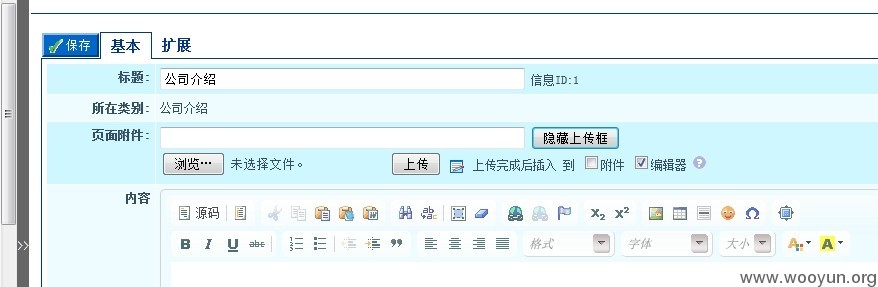 保存 基本 扩展
标题: 公司介绍 信息ID:1
所在类别: 公司介绍
页面附件: 隐藏上传框
浏览… 未选择文件。 上传 上传完成后插入 到 附件 编辑器
内容
源码
X₂ X² Ω
B I U abc 格式 字体 大小 A A
www.wooyun.org